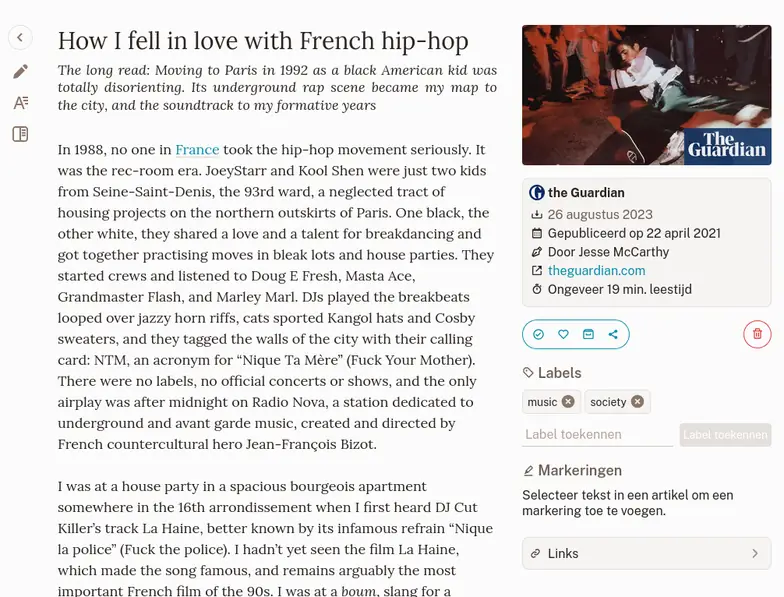 How I fell in love with French hip-hop
The long read: Moving to Paris in 1992 as a black American kid was
totally disorienting. Its underground rap scene became my map to
the city, and the soundtrack to my formative years
In 1988, no one in France took the hip-hop movement seriously. It
was the rec-room era. JoeyStarr and Kool Shen were just two kids
from Seine-Saint-Denis, the 93rd ward, a neglected tract of
housing projects on the northern outskirts of Paris. One black, the
other white, they shared a love and a talent for breakdancing and
got together practising moves in bleak lots and house parties. They
started crews and listened to Doug E Fresh, Masta Ace,
Grandmaster Flash, and Marley Marl. DJs played the breakbeats
looped over jazzy horn riffs, cats sported Kangol hats and Cosby
sweaters, and they tagged the walls of the city with their calling
card: NTM, an acronym for “Nique Ta Mère” (Fuck Your Mother).
There were no labels, no official concerts or shows, and the only
airplay was after midnight on Radio Nova, a station dedicated to
underground and avant garde music, created and directed by
French countercultural hero Jean-François Bizot.
I was at a house party in a spacious bourgeois apartment
somewhere in the 16th arrondissement when I first heard DJ Cut
Killer’s track La Haine, better known by its infamous refrain “Nique
la police” (Fuck the police). I hadn’t yet seen the film La Haine,
which made the song famous, and remains arguably the most
important French film of the 90s. I was at a boum, slang for a
The
Guardian
the Guardian
26 augustus 2023
Gepubliceerd op 22 april 2021
Door Jesse McCarthy
theguardian.com
Ongeveer 19 min. leestijd
Labels
music
society
Label toekennen
Label toekennen
Markeringen
Selecteer tekst in een artikel om een
markering toe te voegen.
Links